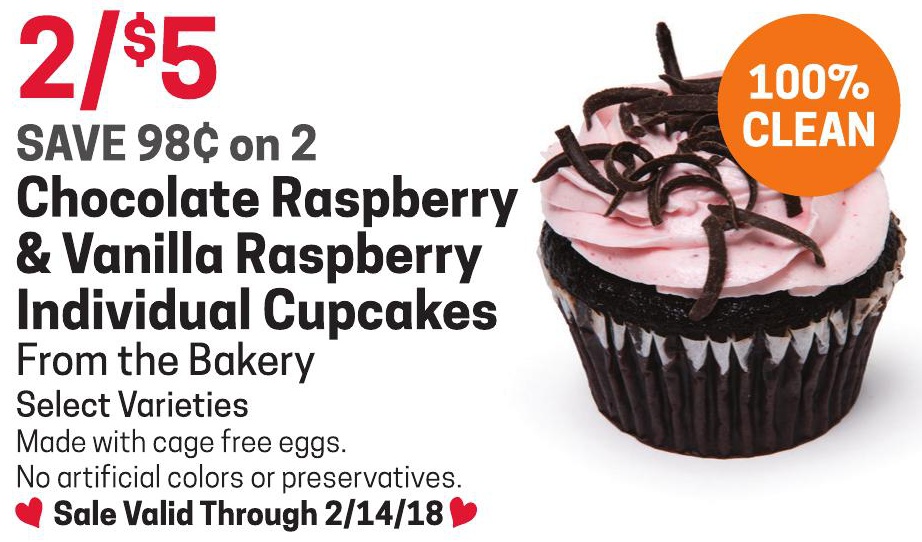 2/$5
SAVE 98¢ on 2
Chocolate Raspberry
& Vanilla Raspberry
Individual Cupcakes
From the Bakery
Select Varieties
Made with cage free eggs.
No artificial colors or preservatives.
Sale Valid Through 2/14/18
100%
CLEAN